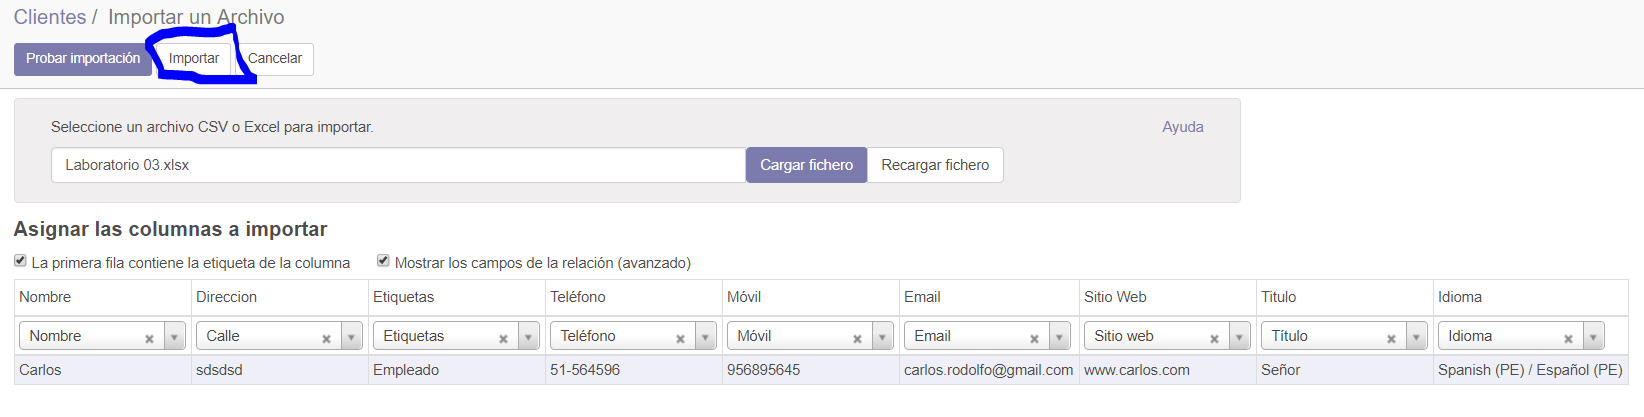 Clientes / Importar un Archivo
Probar importación Importar Cancelar
Seleccione un archivo CSV o Excel para importar. Ayuda
Laboratorio 03.xlsx Cargar fichero Recargar fichero
Asignar las columnas a importar
La primera fila contiene la etiqueta de la columna Mostrar los campos de la relación (avanzado)
Nombre Direccion Etiquetas Teléfono Móvil Email Sitio Web Titulo Idioma
Nombre Calle Etiquetas Teléfono Móvil Email Sitio web Título Idioma
Carlos sdsdsd Empleado 51-564596 956895645 carlos.rodolfo@gmail.com www.carlos.com Señor Spanish (PE) / Español (PE)